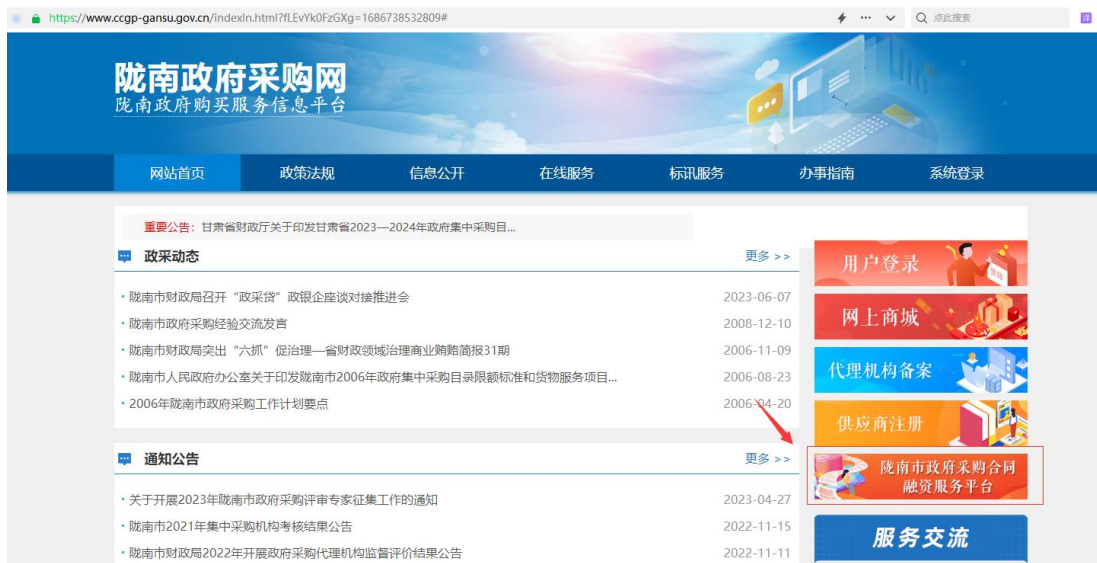 https://www.ccgp-gansu.gov.cn/indexln.html?fLEvYk0FzGXg=1686738532809#
点此搜索
译
陇南政府采购网
陇南政府购买服务信息平台
网站首页 政策法规 信息公开 在线服务 标讯服务 办事指南 系统登录
重要公告：甘肃省财政厅关于印发甘肃省2023—2024年政府集中采购目...
政采动态 更多 >>
陇南市财政局召开“政采贷”政银企座谈对接推进会 2023-06-07
陇南市政府采购经验交流发言 2008-12-10
陇南市财政局突出“六抓”促治理—省财政领域治理商业贿赂简报31期 2006-11-09
陇南市人民政府办公室关于印发陇南市2006年政府集中采购目录限额标准和货物服务项目... 2006-08-23
2006年陇南市政府采购工作计划要点 2006-04-20
用户登录
网上商城
代理机构备案
供应商注册
陇南市政府采购合同
融资服务平台
通知公告 更多 >>
关于开展2023年陇南市政府采购评审专家征集工作的通知 2023-04-27
陇南市2021年集中采购机构考核结果公告 2022-11-15
陇南市财政局2022年开展政府采购代理机构监督评价结果公告 2022-11-11
服务交流